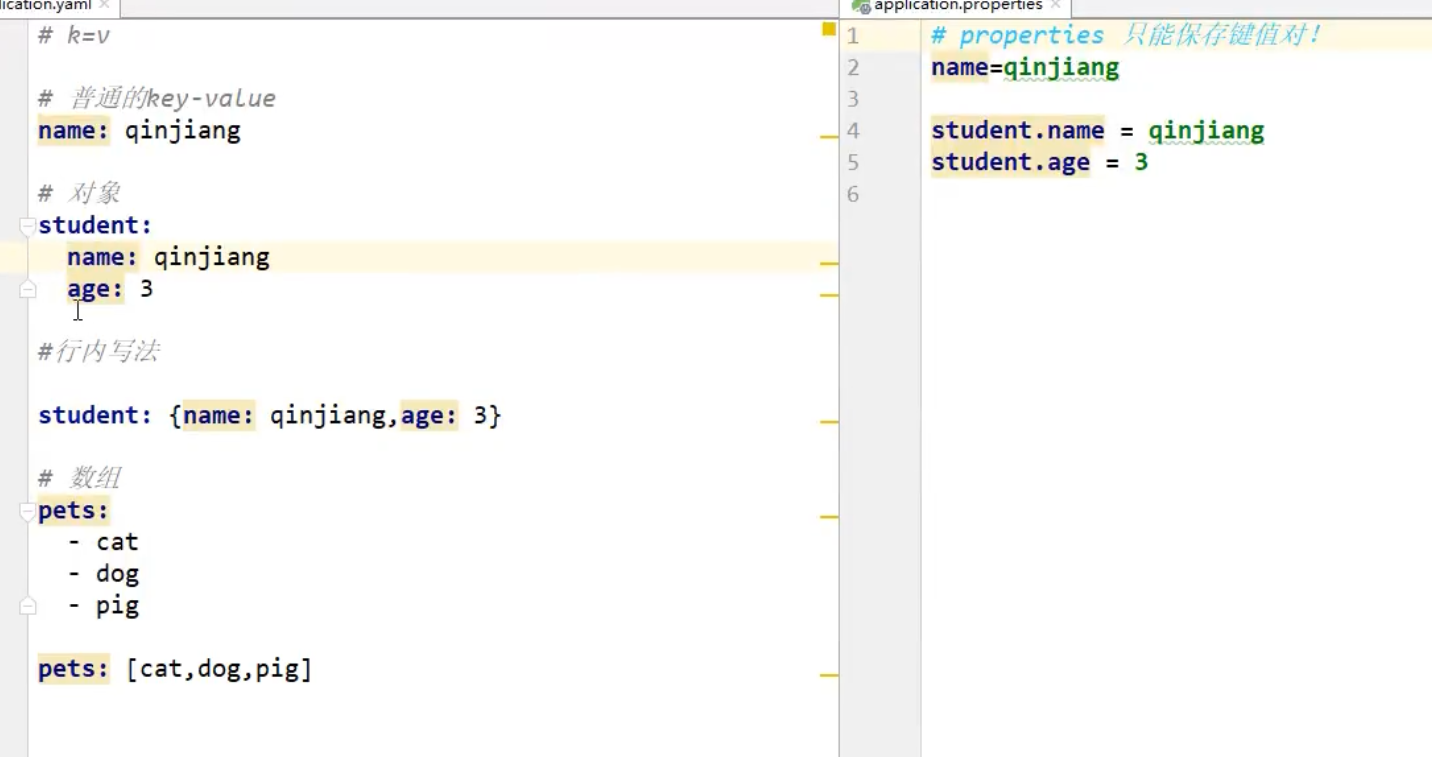 ication.yaml
# k=v
# 普通的key-value
name: qinjiang
# 对象
student:
name: qinjiang
age: 3
#行内写法
student: {name: qinjiang,age: 3}
# 数组
pets:
- cat
- dog
- pig
pets: [cat,dog,pig]
application.properties
1 # properties 只能保存键值对!
2 name=qinjiang
3
4 student.name = qinjiang
5 student.age = 3
6